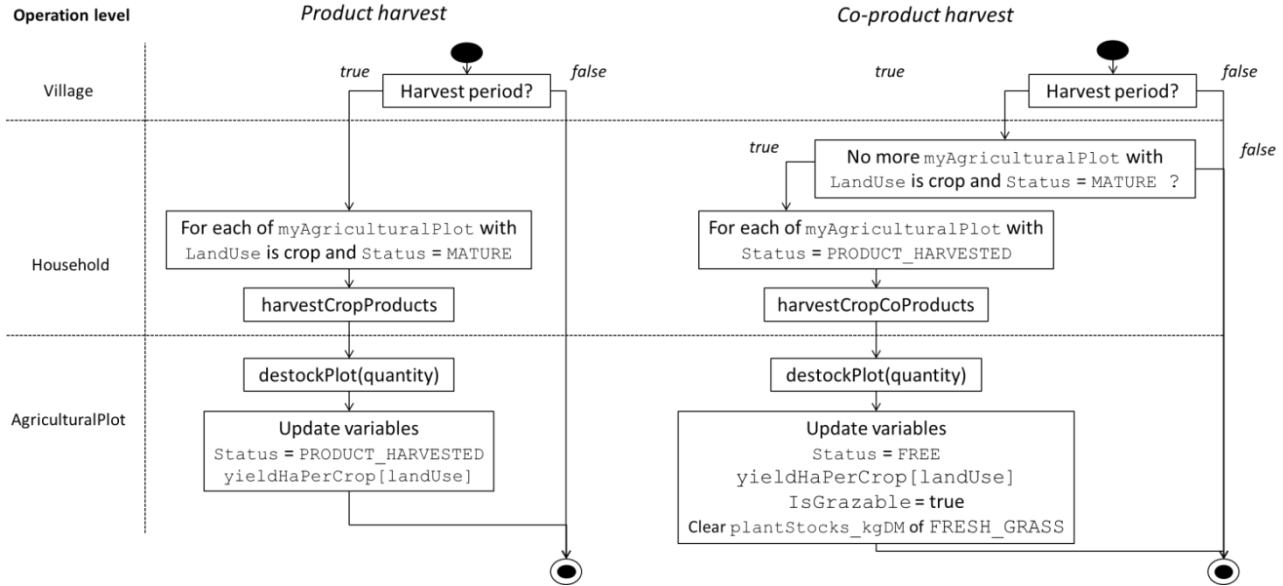 Operation level
Product harvest
Co-product harvest
true
false
true
false
Village
Harvest period?
Harvest period?
true
false
No more myAgriculturalPlot with
LandUse is crop and Status = MATURE ?
For each of myAgriculturalPlot with
LandUse is crop and Status = MATURE
For each of myAgriculturalPlot with
Status = PRODUCT_HARVESTED
Household
harvestCropProducts
harvestCropCoProducts
destockPlot(quantity)
destockPlot(quantity)
AgriculturalPlot
Update variables
Status = PRODUCT_HARVESTED
yieldHaPerCrop[landUse]
Update variables
Status = FREE
yieldHaPerCrop[landUse]
IsGrazable = true
Clear plantStocks_kgDM of FRESH_GRASS